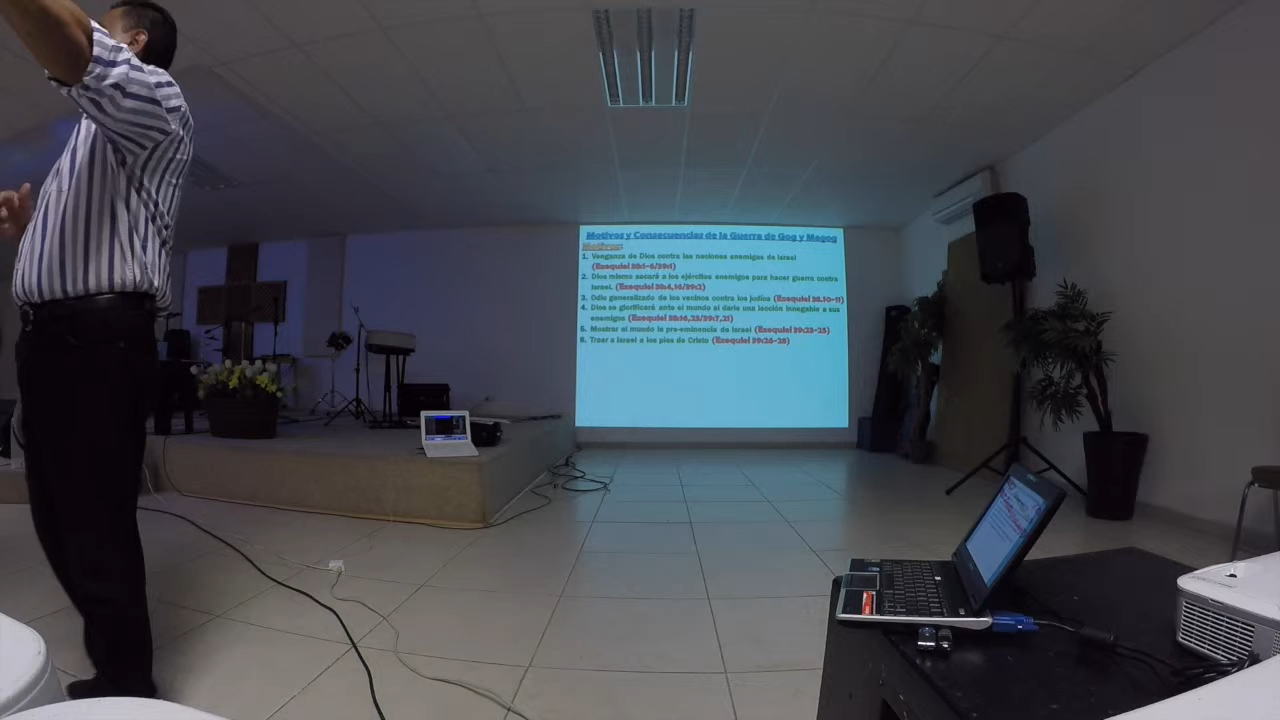 Motivos y Consecuencias de la Guerra de Gog y Magog
Motivos:
1. Venganza de Dios contra las naciones enemigas de Israel
(Ezequiel 38:1-6/39:1)
2. Dios mismo sacará a los ejércitos enemigos para hacer guerra contra
Israel. (Ezequiel 38:4,16/39:2)
3. Odio generalizado de los vecinos contra los judíos (Ezequiel 38.10-11)
4. Dios se glorificará ante el mundo al darle una lección innegable a sus
enemigos (Ezequiel 38:16,23/39:7,21)
5. Mostrar al mundo la pre-eminencia de Israel (Ezequiel 39:23-25)
6. Traer a Israel a los pies de Cristo (Ezequiel 39:26-28)